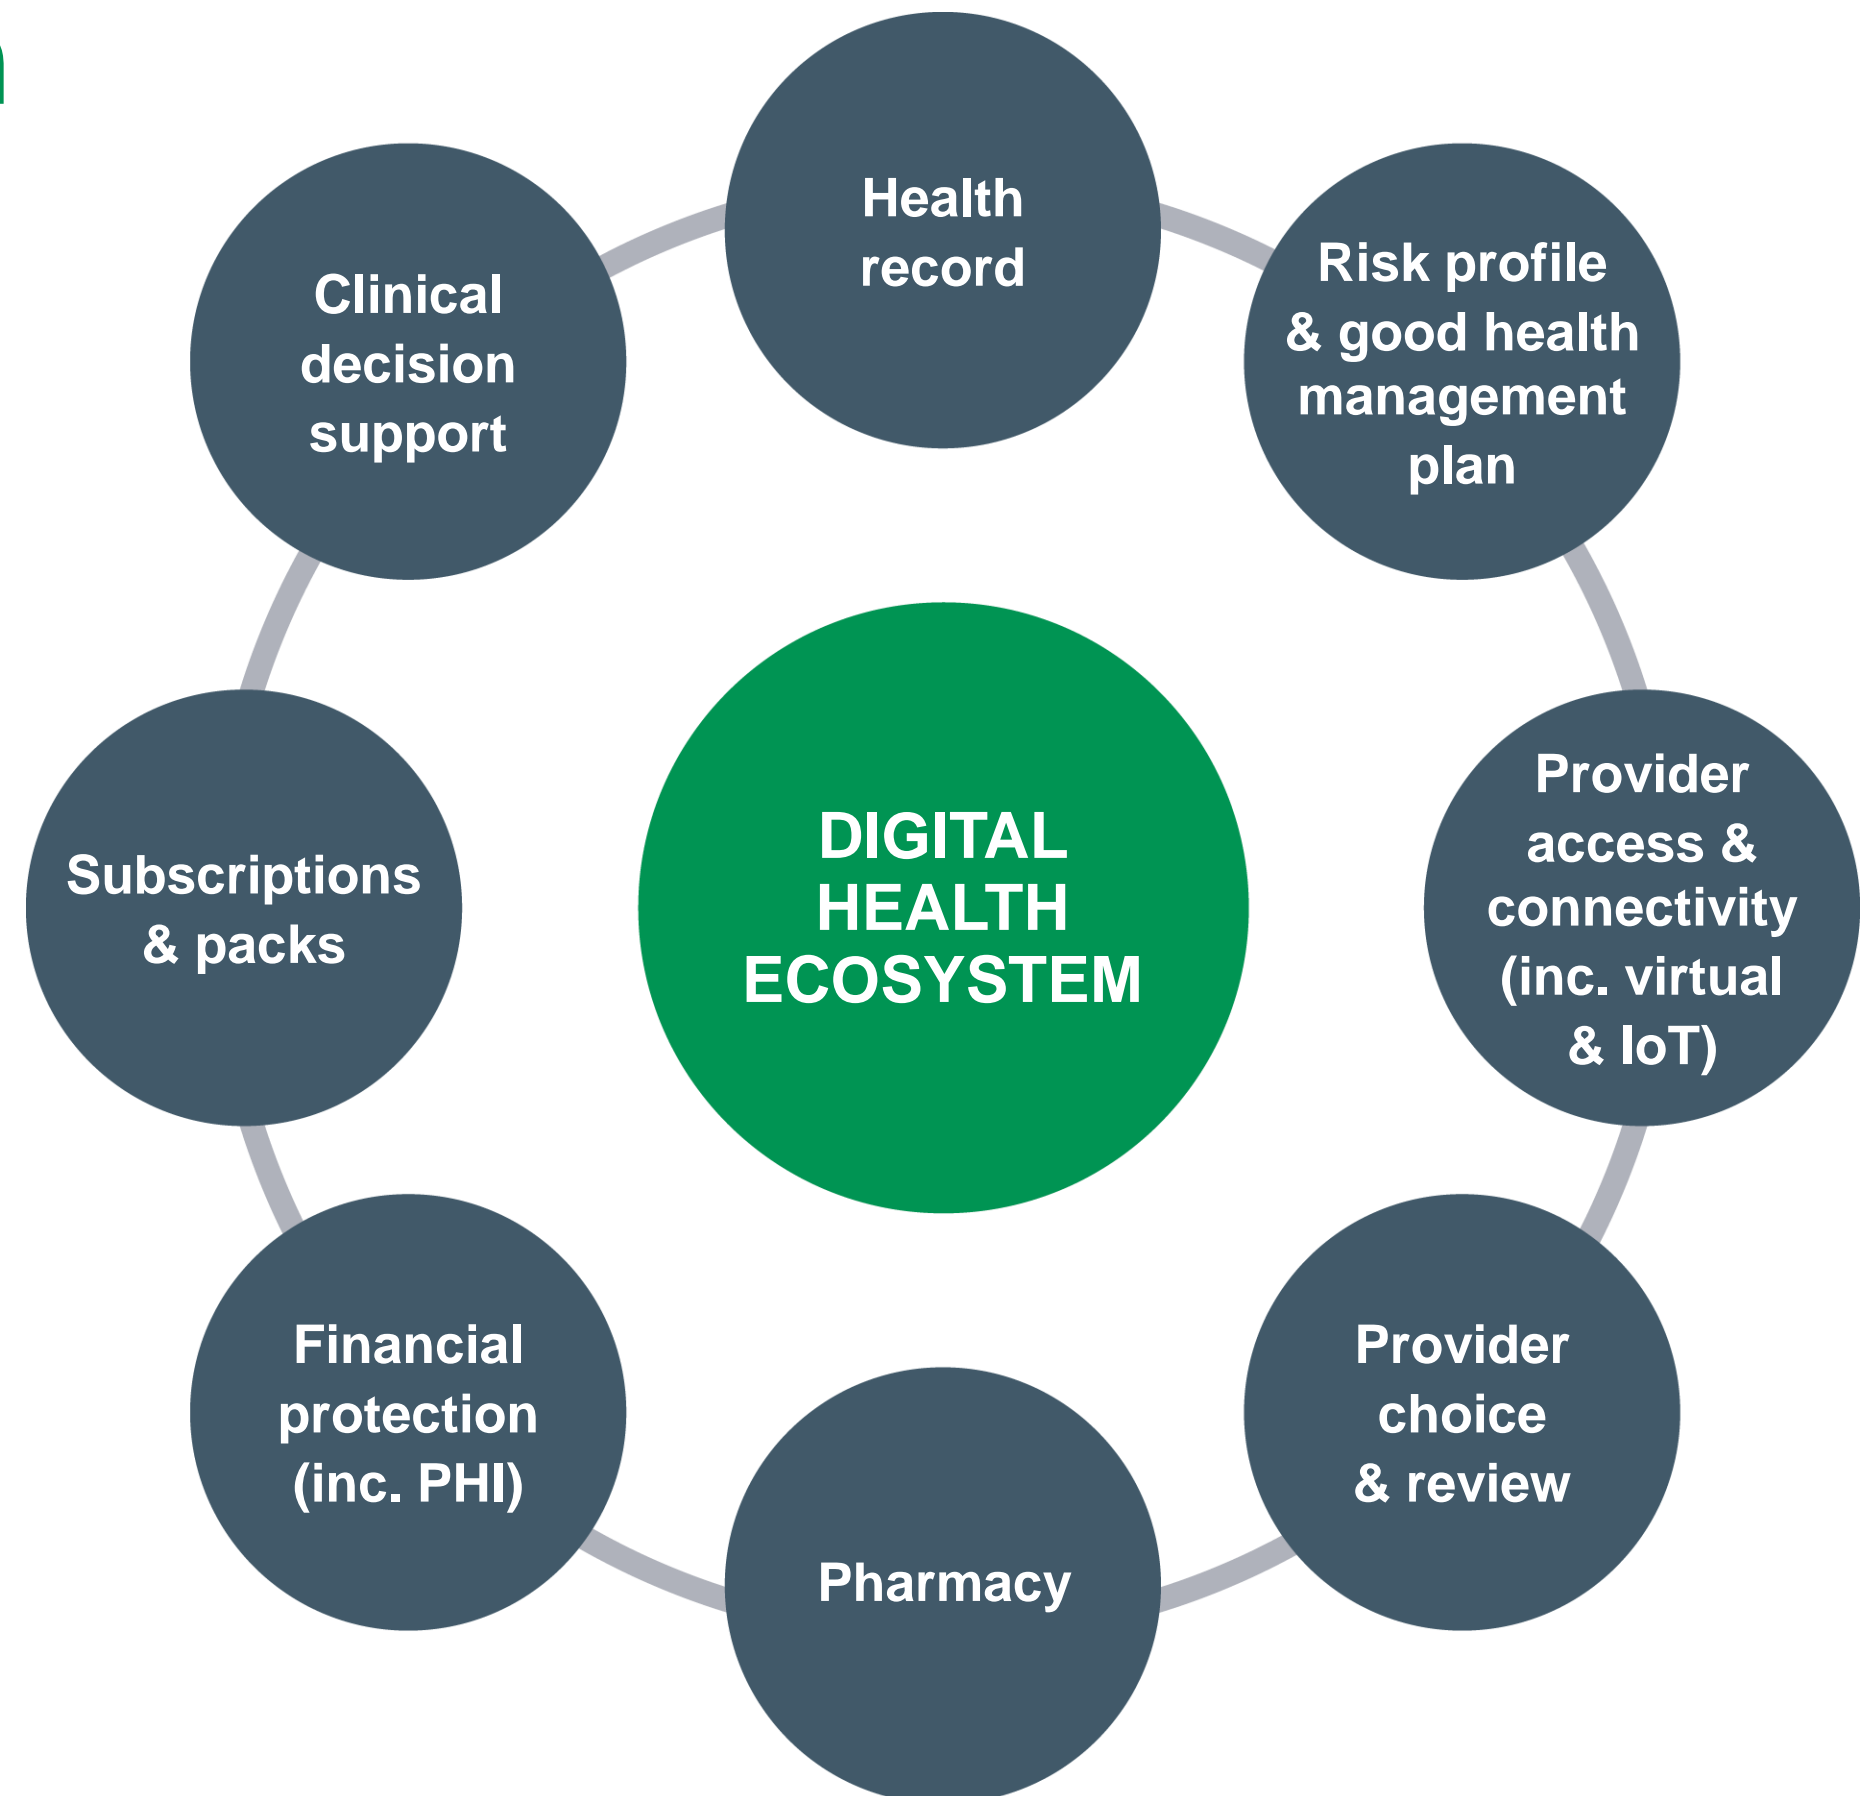 Health
record
Risk profile
& good health
management
plan
Provider
access &
connectivity
(inc. virtual
& IoT)
Provider
choice
& review
Pharmacy
Financial
protection
(inc. PHI)
Subscriptions
& packs
Clinical
decision
support
DIGITAL
HEALTH
ECOSYSTEM